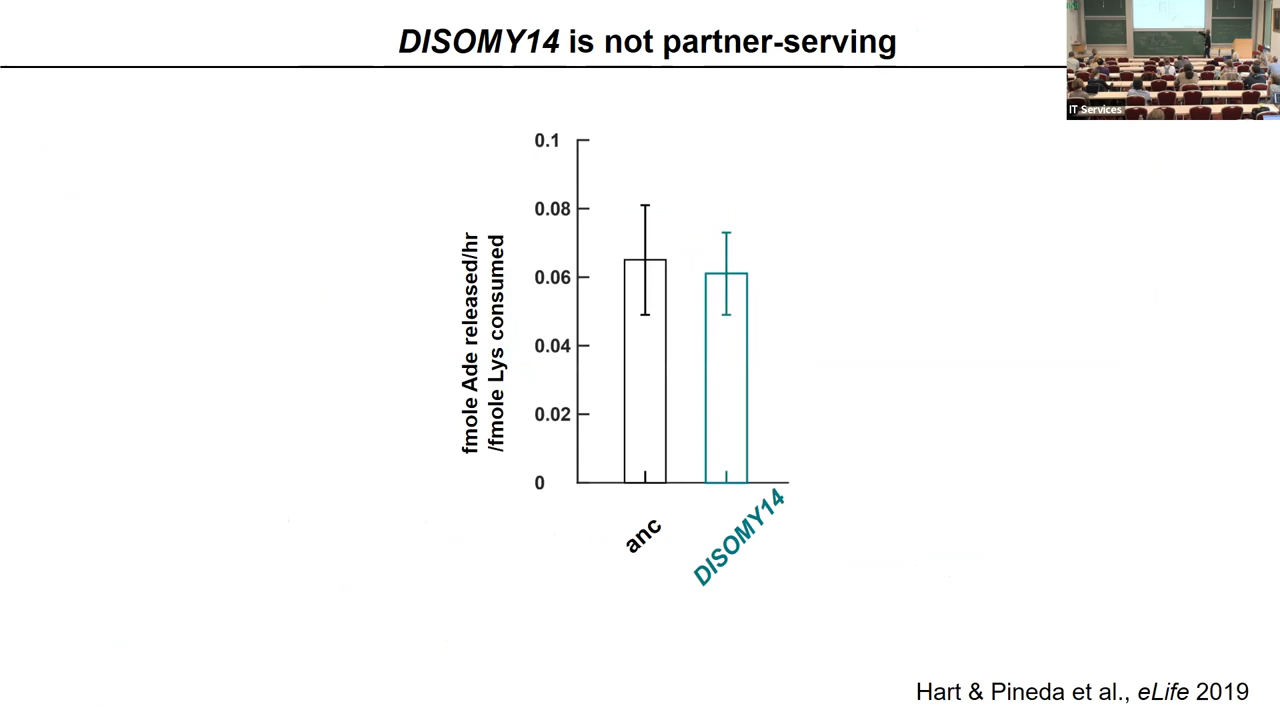 DISOMY14 is not partner-serving
IT Services
0.1
0.08
0.06
0.04
0.02
0
fmole Ade released/hr
/fmole Lys consumed
anc
DISOMY14
Hart & Pineda et al., eLife 2019